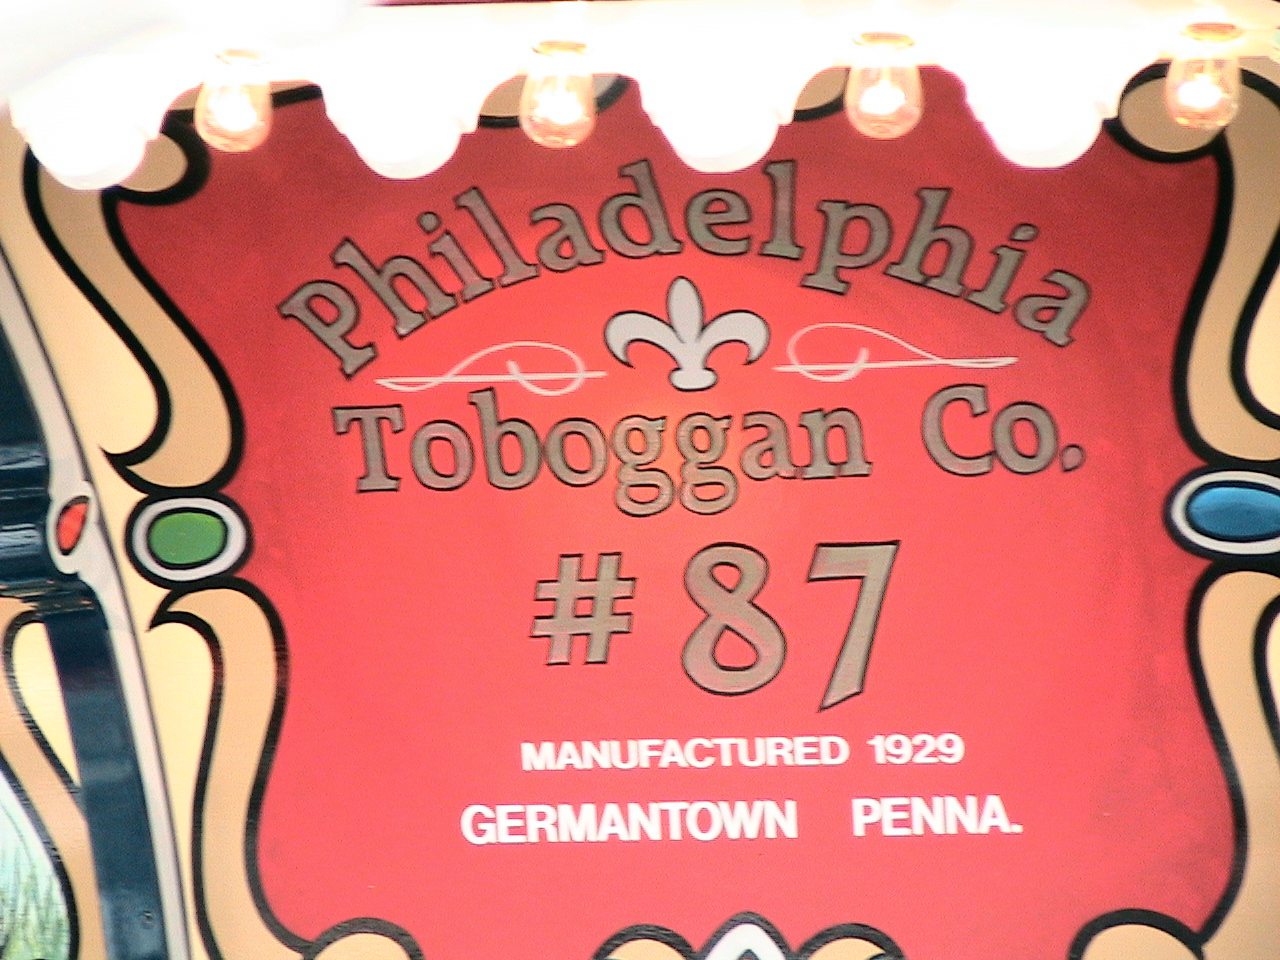 Philadelphia
Toboggan Co.
# 87
MANUFACTURED 1929
GERMANTOWN PENNA.